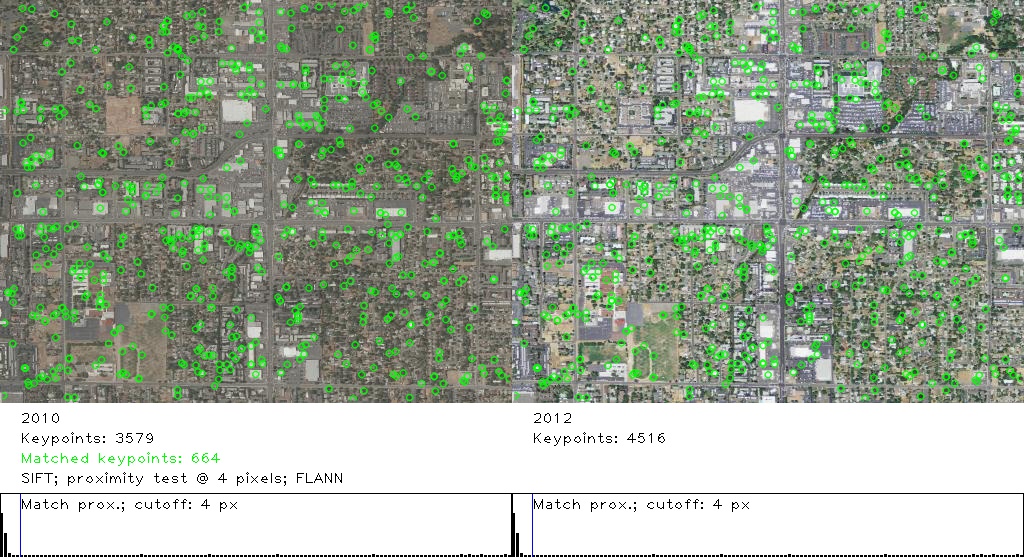 2010
Keypoints: 3579
Matched keypoints: 664
SIFT; proximity test @ 4 pixels; FLANN
2012
Keypoints: 4516
Match prox.; cutoff: 4 px
Match prox.; cutoff: 4 px